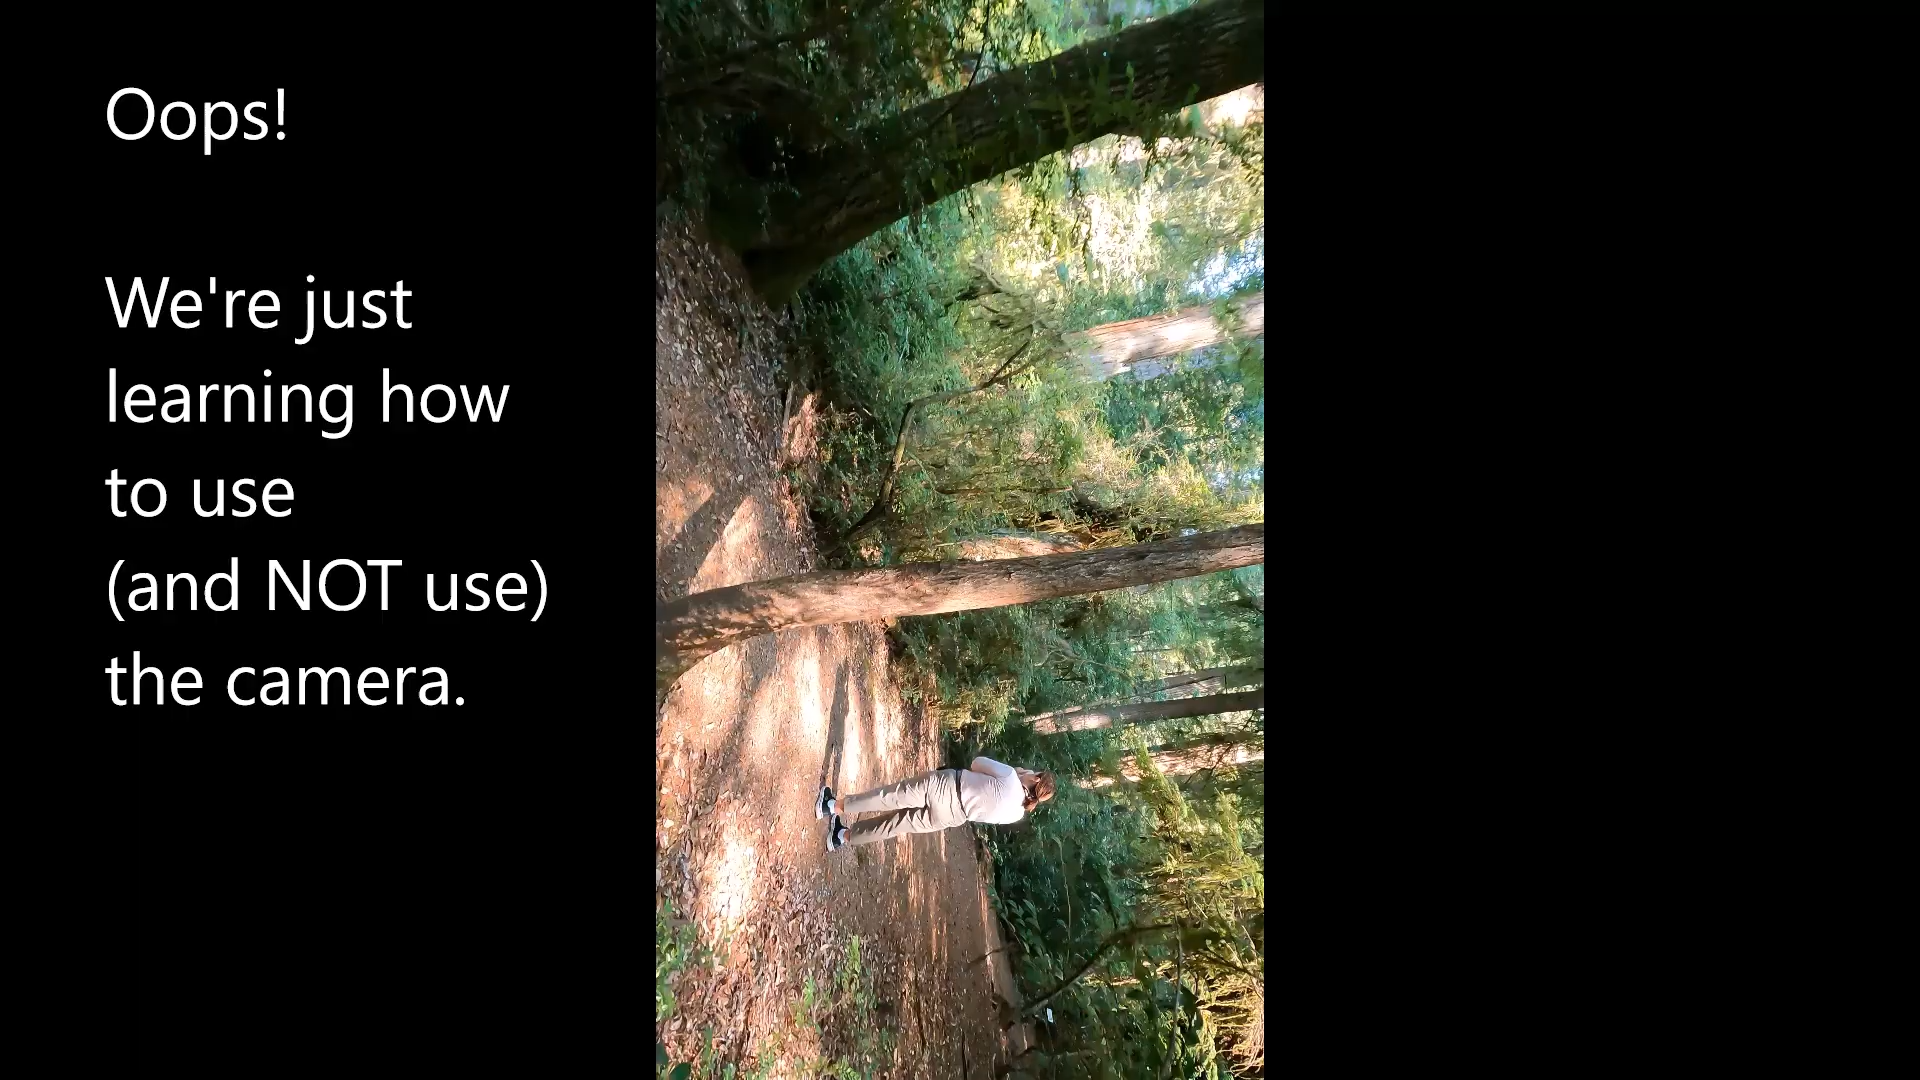 Oops!
We're just
learning how
to use
(and NOT use)
the camera.